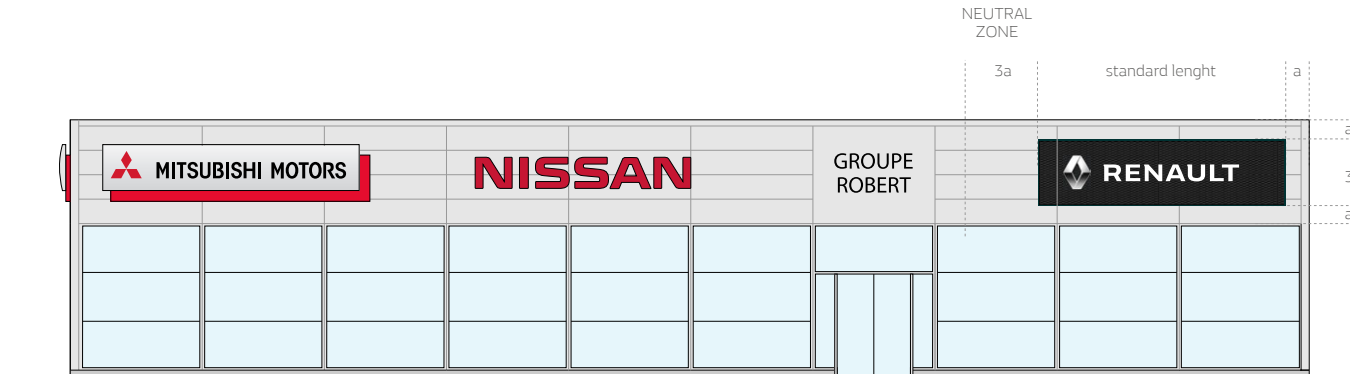 NEUTRAL
ZONE
3a
standard lenght
a
a
MITSUBISHI MOTORS
NISSAN
GROUPE
ROBERT
RENAULT
a